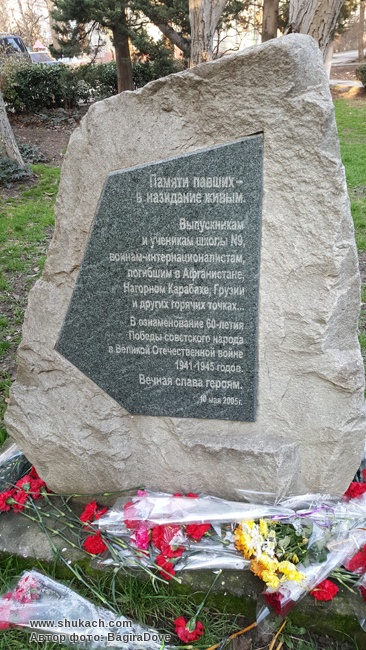 Памяти павших –
в назидание живым.
Выпускникам
и ученикам школы №9,
воинам-интернационалистам,
погибшим в Афганистане,
Нагорном Карабахе, Грузии
и других горячих точках...
В ознаменование 60-летия
Победы советского народа
в Великой Отечественной войне
1941-1945 годов.
Вечная слава героям.
10 мая 2005г.
www.shukach.com
Автор фото: BagiraDove